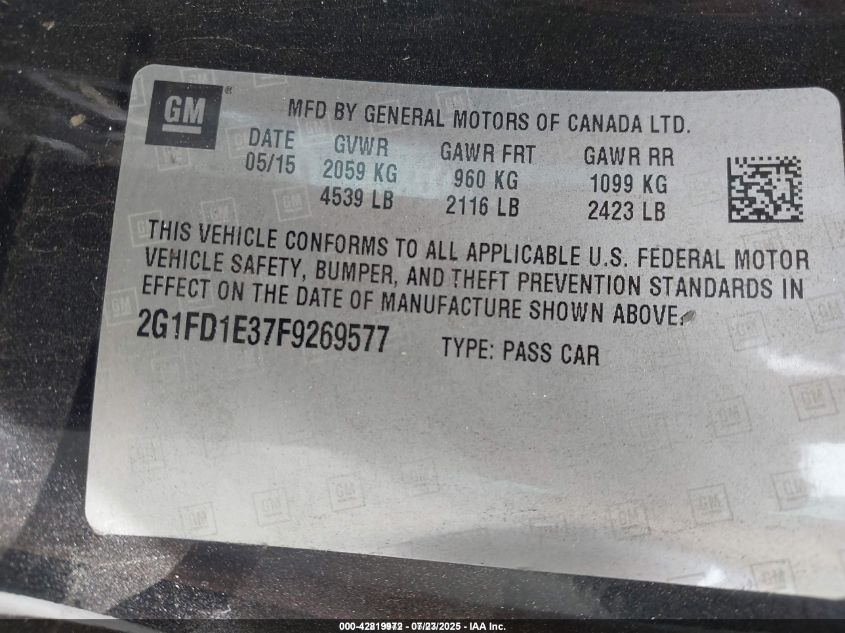 GM ®
MFD BY GENERAL MOTORS OF CANADA LTD.
DATE GVWR GAWR FRT GAWR RR
05/15 2059 KG 960 KG 1099 KG
4539 LB 2116 LB 2423 LB
THIS VEHICLE CONFORMS TO ALL APPLICABLE U.S. FEDERAL MOTOR
VEHICLE SAFETY, BUMPER, AND THEFT PREVENTION STANDARDS IN
EFFECT ON THE DATE OF MANUFACTURE SHOWN ABOVE.
2G1FD1E37F9269577 TYPE: PASS CAR
- IAA Inc.